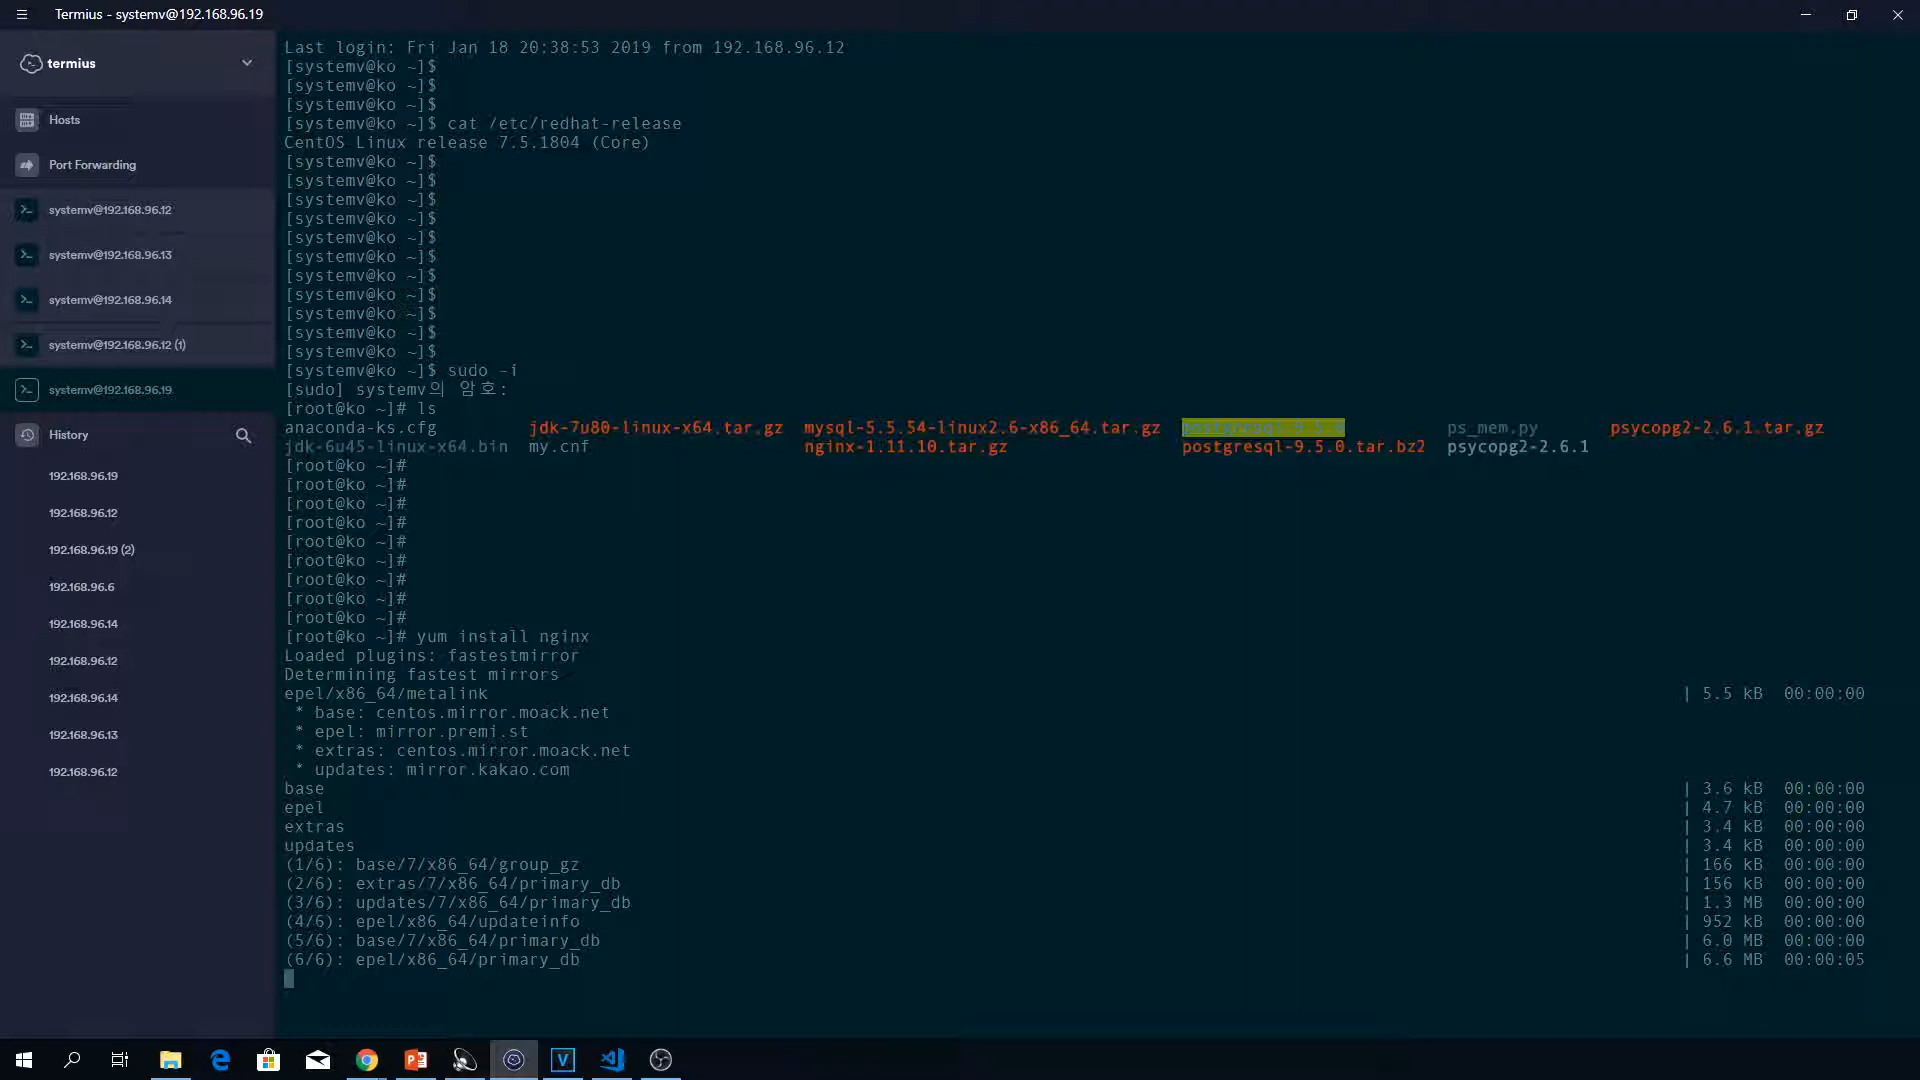 Termius - systemv@192.168.96.19
termius
Hosts
Port Forwarding
systemv@192.168.96.12
systemv@192.168.96.13
systemv@192.168.96.14
systemv@192.168.96.12 (1)
systemv@192.168.96.19
History
192.168.96.19
192.168.96.12
192.168.96.19 (2)
192.168.96.6
192.168.96.14
192.168.96.12
192.168.96.14
192.168.96.13
192.168.96.12
Last login: Fri Jan 18 20:38:53 2019 from 192.168.96.12
[systemv@ko ~]$
[systemv@ko ~]$
[systemv@ko ~]$
[systemv@ko ~]$ cat /etc/redhat-release
CentOS Linux release 7.5.1804 (Core)
[systemv@ko ~]$
[systemv@ko ~]$
[systemv@ko ~]$
[systemv@ko ~]$
[systemv@ko ~]$
[systemv@ko ~]$
[systemv@ko ~]$
[systemv@ko ~]$
[systemv@ko ~]$
[systemv@ko ~]$
[systemv@ko ~]$
[systemv@ko ~]$ sudo -i
[sudo] systemv의 암호:
[root@ko ~]# ls
anaconda-ks.cfg jdk-7u80-linux-x64.tar.gz mysql-5.5.54-linux2.6-x86_64.tar.gz postgresql-9.5.0 ps_mem.py psycopg2-2.6.1.tar.gz
jdk-6u45-linux-x64.bin my.cnf nginx-1.11.10.tar.gz postgresql-9.5.0.tar.bz2 psycopg2-2.6.1
[root@ko ~]#
[root@ko ~]#
[root@ko ~]#
[root@ko ~]#
[root@ko ~]#
[root@ko ~]#
[root@ko ~]#
[root@ko ~]#
[root@ko ~]#
[root@ko ~]# yum install nginx
Loaded plugins: fastestmirror
Determining fastest mirrors
epel/x86_64/metalink | 5.5 kB 00:00:00
* base: centos.mirror.moack.net
* epel: mirror.premi.st
* extras: centos.mirror.moack.net
* updates: mirror.kakao.com
base | 3.6 kB 00:00:00
epel | 4.7 kB 00:00:00
extras | 3.4 kB 00:00:00
updates | 3.4 kB 00:00:00
(1/6): base/7/x86_64/group_gz | 166 kB 00:00:00
(2/6): extras/7/x86_64/primary_db | 156 kB 00:00:00
(3/6): updates/7/x86_64/primary_db | 1.3 MB 00:00:00
(4/6): epel/x86_64/updateinfo | 952 kB 00:00:00
(5/6): base/7/x86_64/primary_db | 6.0 MB 00:00:00
(6/6): epel/x86_64/primary_db | 6.6 MB 00:00:05